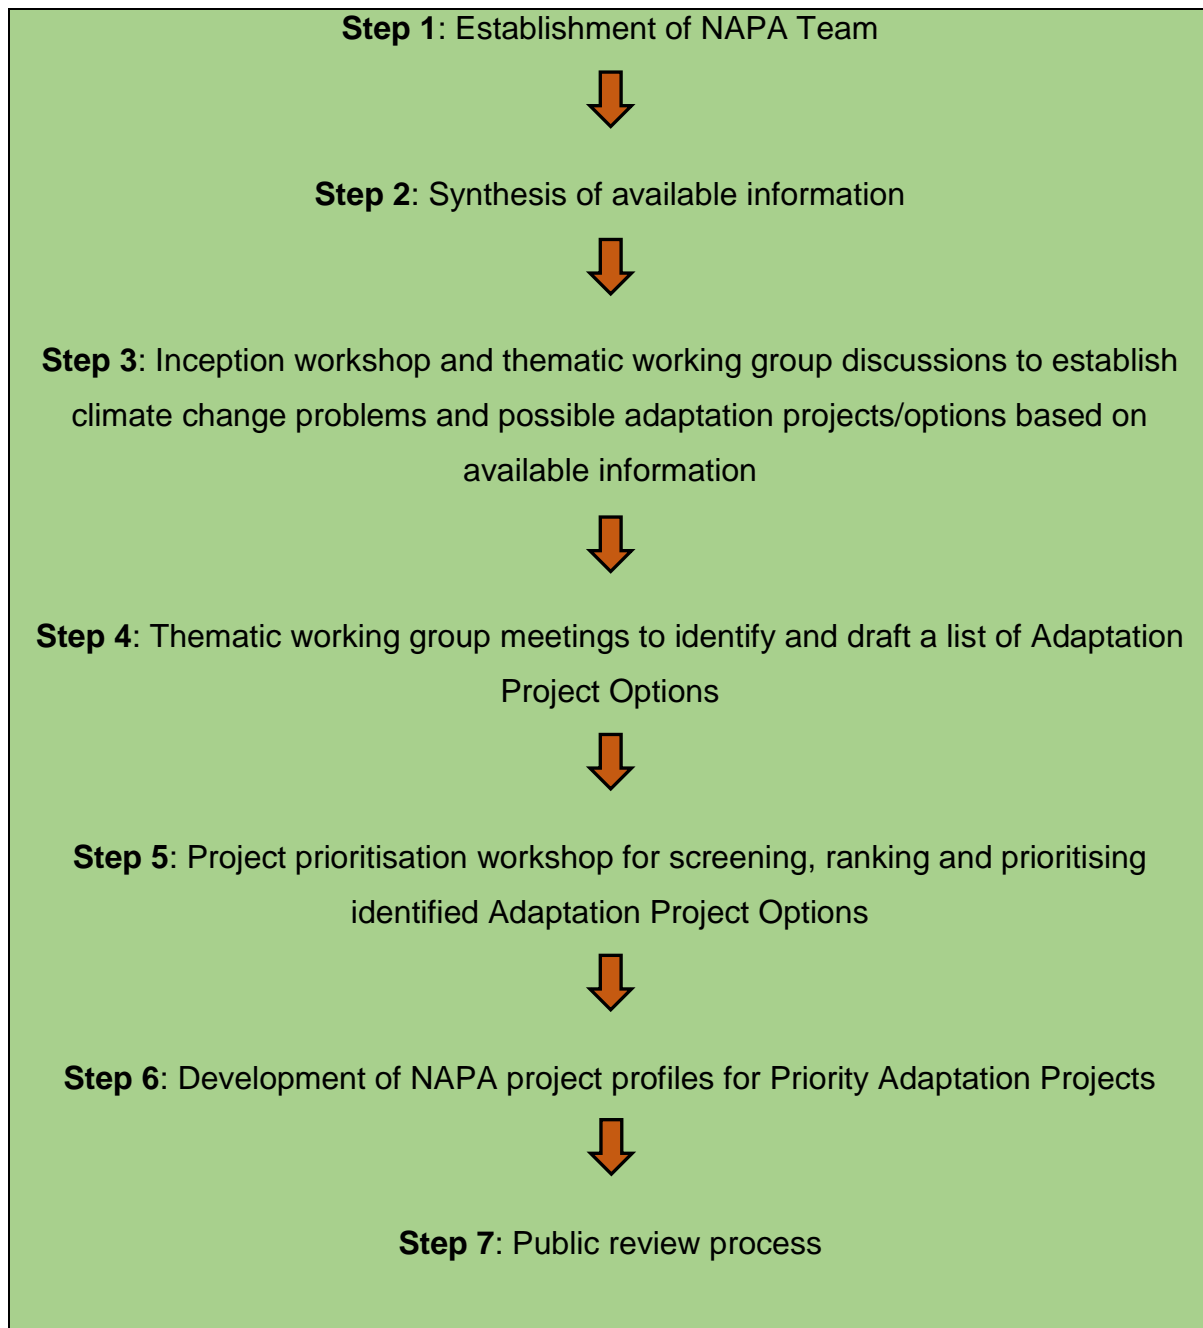 Step 1: Establishment of NAPA Team
Step 2: Synthesis of available information
Step 3: Inception workshop and thematic working group discussions to establish
climate change problems and possible adaptation projects/options based on
available information
Step 4: Thematic working group meetings to identify and draft a list of Adaptation
Project Options
Step 5: Project prioritisation workshop for screening, ranking and prioritising
identified Adaptation Project Options
Step 6: Development of NAPA project profiles for Priority Adaptation Projects
Step 7: Public review process